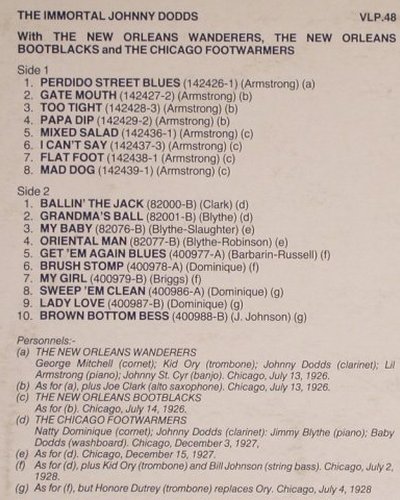 THE IMMORTAL JOHNNY DODDS VLP.48
With THE NEW ORLEANS WANDERERS, THE NEW ORLEANS
BOOTBLACKS and THE CHICAGO FOOTWARMERS
Side 1
1. PERDIDO STREET BLUES (142426-1) (Armstrong) (a)
2. GATE MOUTH (142427-2) (Armstrong) (b)
3. TOO TIGHT (142428-3) (Armstrong) (b)
4. PAPA DIP (142429-2) (Armstrong) (b)
5. MIXED SALAD (142436-1) (Armstrong) (c)
6. I CAN'T SAY (142437-3) (Armstrong) (c)
7. FLAT FOOT (142438-1 (Armstrong) (c)
8. MAD DOG (142439-1) (Armstrong) (c)
Side 2
1. BALLIN' THE JACK (82000-B) (Clark) (d)
2. GRANDMA'S BALL (82001-B) (Blythe) (d)
3. MY BABY (82076-B) (Blythe-Slaughter) (e)
4. ORIENTAL MAN (82077-B) (Blythe-Robinson) (e)
5. GET 'EM AGAIN BLUES (400977-A) (Barbarin-Russell) (f)
6. BRUSH STOMP (400978-A) (Dominique) (f)
7. MY GIRL (400979-B) (Briggs) (f)
8. SWEEP 'EM CLEAN (400986-A) (Dominique) (g)
9. LADY LOVE (400987-B) (Dominique) (g)
10. BROWN BOTTOM BESS (400988-B) (J. Johnson) (g)
Personnels:-
(a) THE NEW ORLEANS WANDERERS
George Mitchell (cornet); Kid Ory (trombone); Johnny Dodds (clarinet); Lil
Armstrong (piano); Johnny St. Cyr (banjo). Chicago, July 13, 1926.
(b) As for (a), plus Joe Clark (alto saxophone). Chicago, July 13, 1926.
(c) THE NEW ORLEANS BOOTBLACKS
As for (b). Chicago, July 14, 1926.
(d) THE CHICAGO FOOTWARMERS
Natty Dominique (cornet); Johnny Dodds (clarinet): Jimmy Blythe (piano); Baby
Dodds (washboard). Chicago, December 3, 1927,
(e) As for (d). Chicago, December 15, 1927.
(f) As for (d), plus Kid Ory (trombone) and Bill Johnson (string bass). Chicago, July 2,
1928.
(g) As for (f), but Honore Dutrey (trombone) replaces Ory. Chicago, July 4, 1928